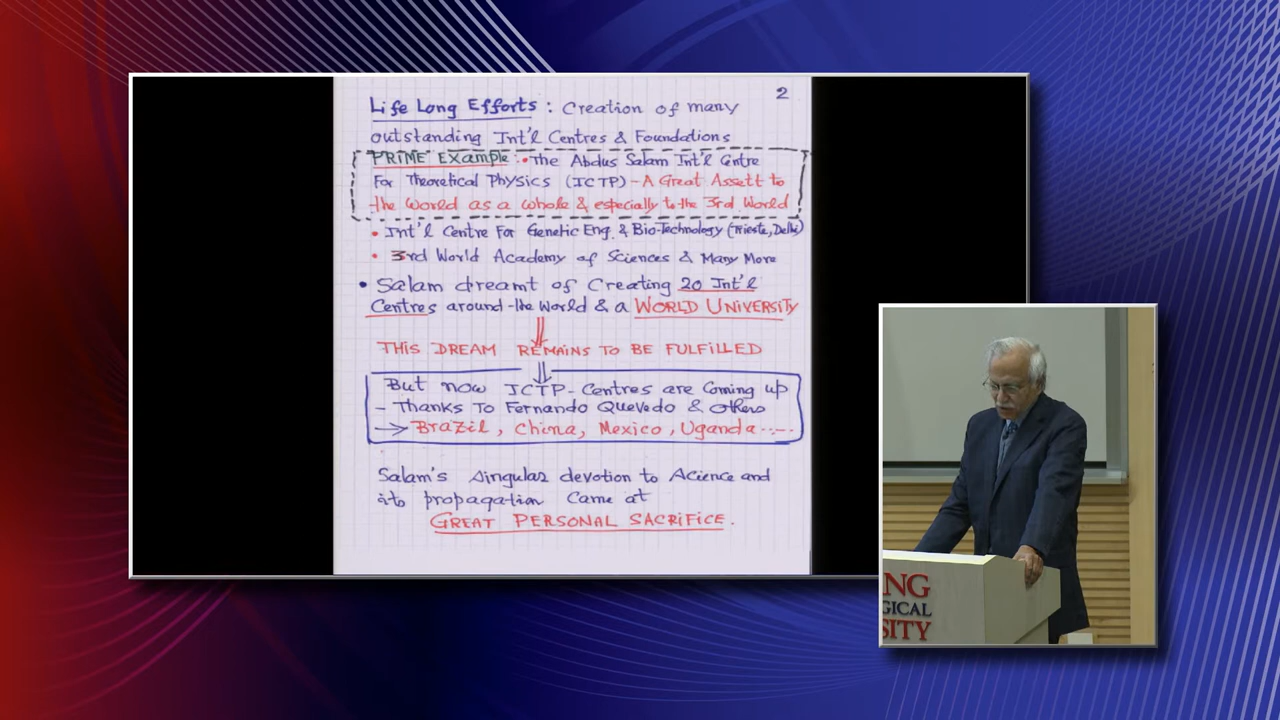 2
Life Long Efforts : Creation of many
outstanding Int'l Centres & Foundations
PRIME Example : • The Abdus Salam Int'l Centre
For Theoretical Physics (ICTP) - A Great Assett to
the World as a whole & especially to the 3rd World
• Int'l Centre For Genetic Eng. & Bio-Technology (Trieste, Delhi)
• 3rd World Academy of Sciences & Many More
• Salam dreamt of Creating 20 Int'l
Centres around the World & a WORLD UNIVERSITY
THIS DREAM REMAINS TO BE FULFILLED
But now ICTP-Centres are Coming up
- Thanks To Fernando Quevedo & others
→ Brazil, China, Mexico, Uganda .....
Salam's singular devotion to science and
its propagation Came at
GREAT PERSONAL SACRIFICE.
NG
GICAL
SITY